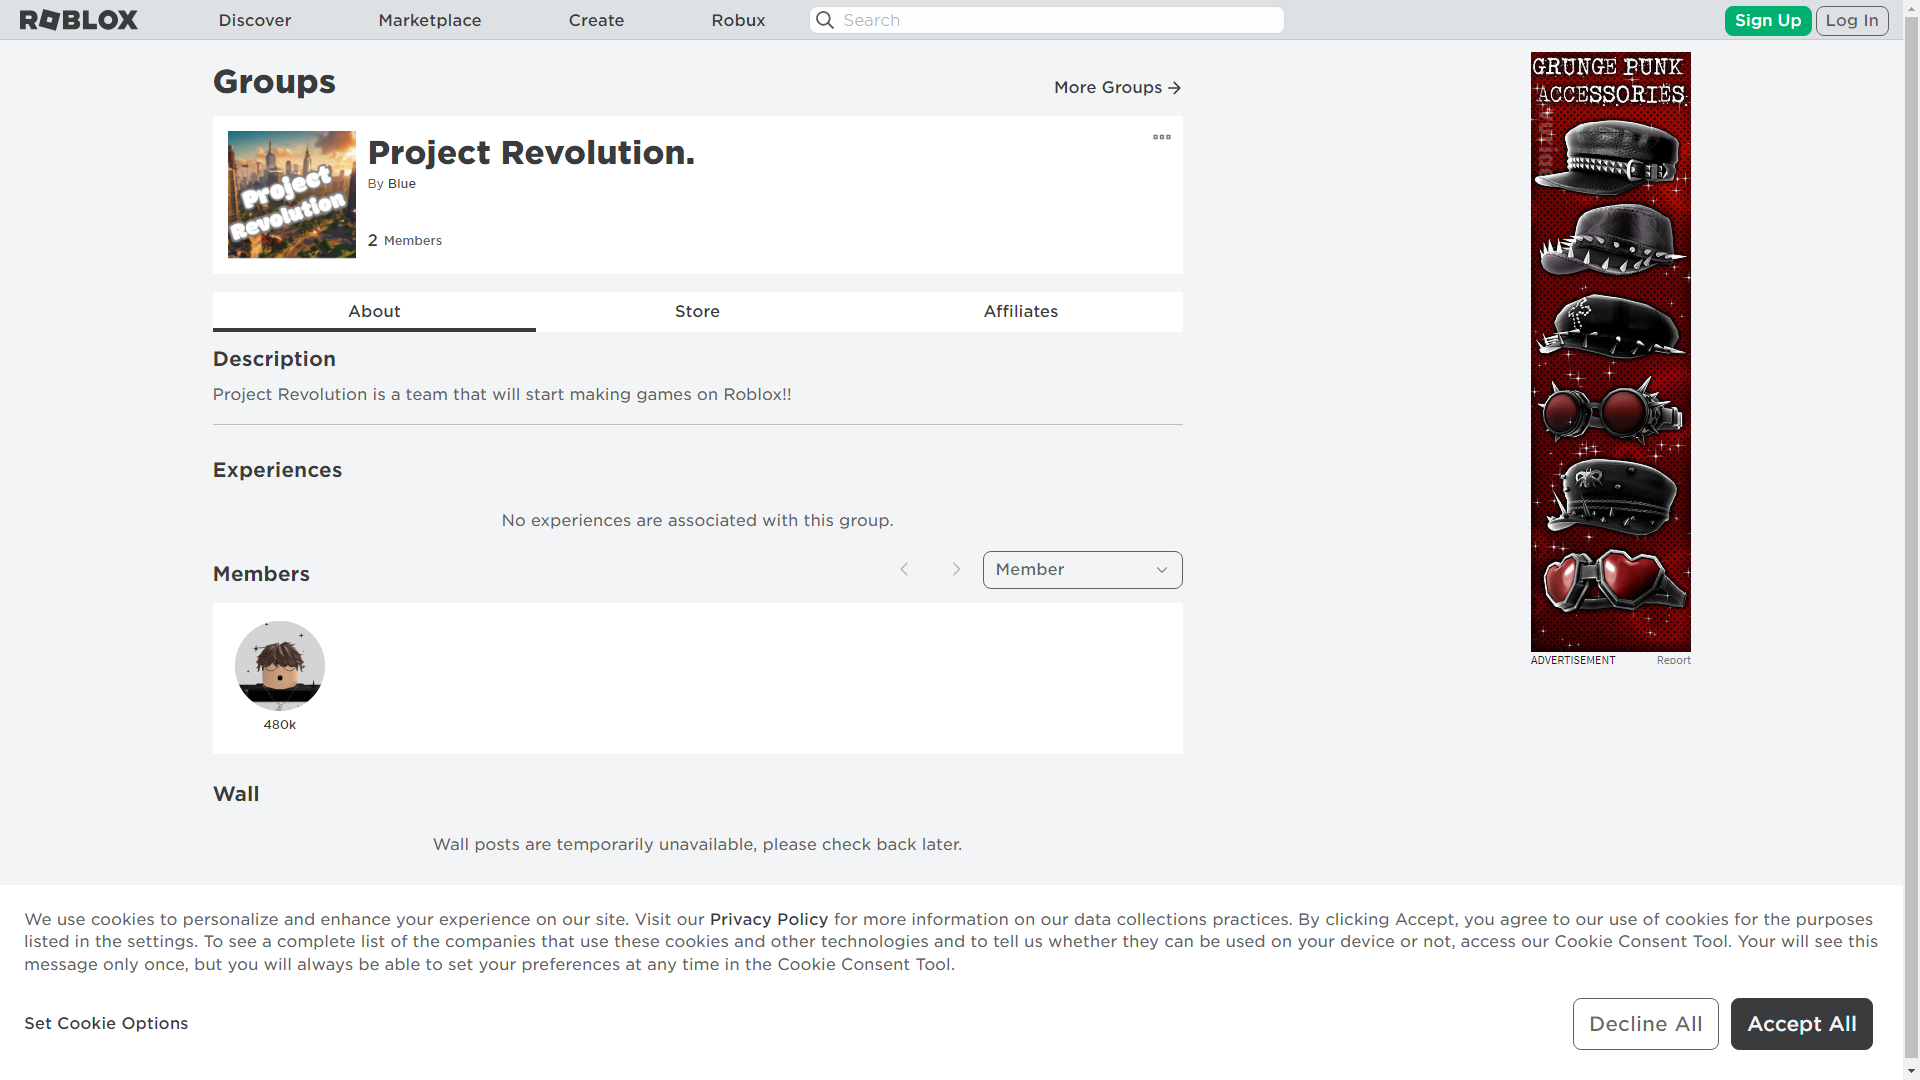 ROBLOX
Discover
Marketplace
Create
Robux
Search
Sign Up
Log In
Groups
More Groups
Project
Revolution
Project Revolution.
By Blue
2 Members
About
Store
Affiliates
Description
Project Revolution is a team that will start making games on Roblox!!
Experiences
No experiences are associated with this group.
Members
Member
480k
Wall
Wall posts are temporarily unavailable, please check back later.
GRUNGE PUNK
ACCESSORIES
ADVERTISEMENT
Report
We use cookies to personalize and enhance your experience on our site. Visit our Privacy Policy for more information on our data collections practices. By clicking Accept, you agree to our use of cookies for the purposes
listed in the settings. To see a complete list of the companies that use these cookies and other technologies and to tell us whether they can be used on your device or not, access our Cookie Consent Tool. Your will see this
message only once, but you will always be able to set your preferences at any time in the Cookie Consent Tool.
Set Cookie Options
Decline All
Accept All